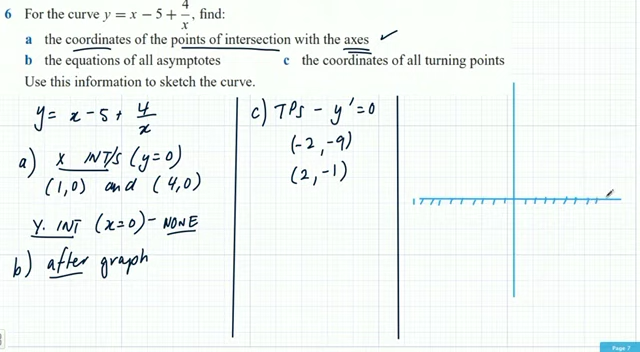 6 For the curve y = x − 5 + 4/x, find:
a the coordinates of the points of intersection with the axes ✓
b the equations of all asymptotes c the coordinates of all turning points
Use this information to sketch the curve.
y = x − 5 + 4/x
a) X INT/S (y=0)
(1,0) and (4,0)
Y. INT (x=0) – NONE
b) after graph
c) TPs – y'=0
(-2,-9)
(2,-1)
Page 7